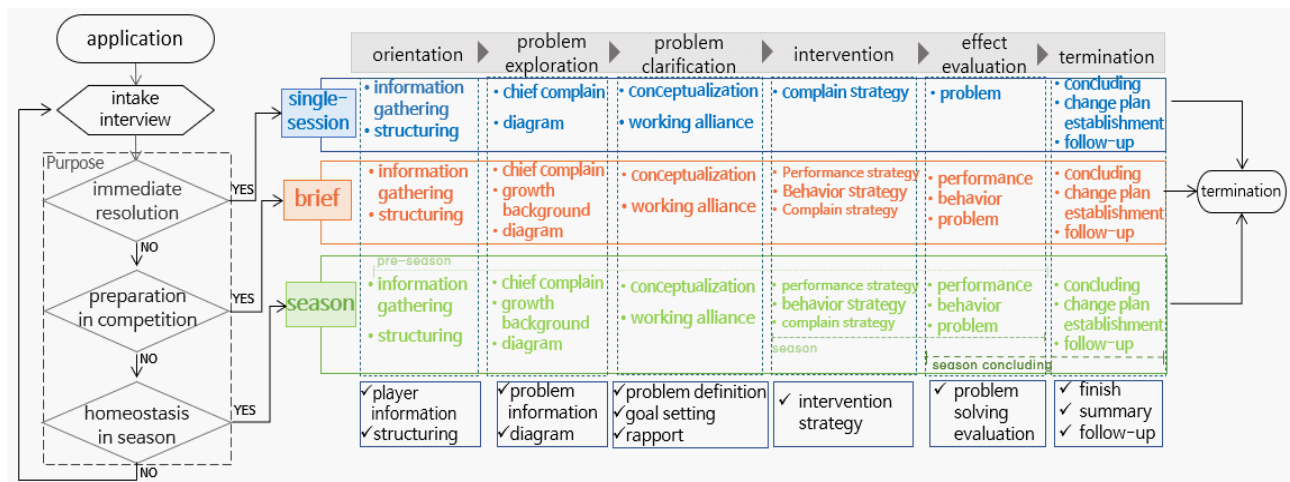 application
intake
interview
Purpose
immediate
resolution
YES
NO
preparation
in competition
YES
NO
homeostasis
in season
YES
NO
orientation
problem
exploration
problem
clarification
intervention
effect
evaluation
termination
single-
session
• information
gathering
• structuring
• chief complain
• diagram
• conceptualization
• working alliance
• complain strategy
• problem
• concluding
• change plan
establishment
• follow-up
brief
• information
gathering
• structuring
• chief complain
• growth
background
• diagram
• conceptualization
• working alliance
• Performance strategy
• Behavior strategy
• Complain strategy
• performance
• behavior
• problem
• concluding
• change plan
establishment
• follow-up
season
pre-season
• information
gathering
• structuring
• chief complain
• growth
background
• diagram
• conceptualization
• working alliance
• performance strategy
• behavior strategy
• complain strategy
season
• performance
• behavior
• problem
season concluding
• concluding
• change plan
establishment
• follow-up
✓player
information
✓structuring
✓problem
information
✓diagram
✓problem definition
✓goal setting
✓rapport
✓ intervention
strategy
✓ problem
solving
evaluation
✓ finish
✓ summary
✓ follow-up
termination